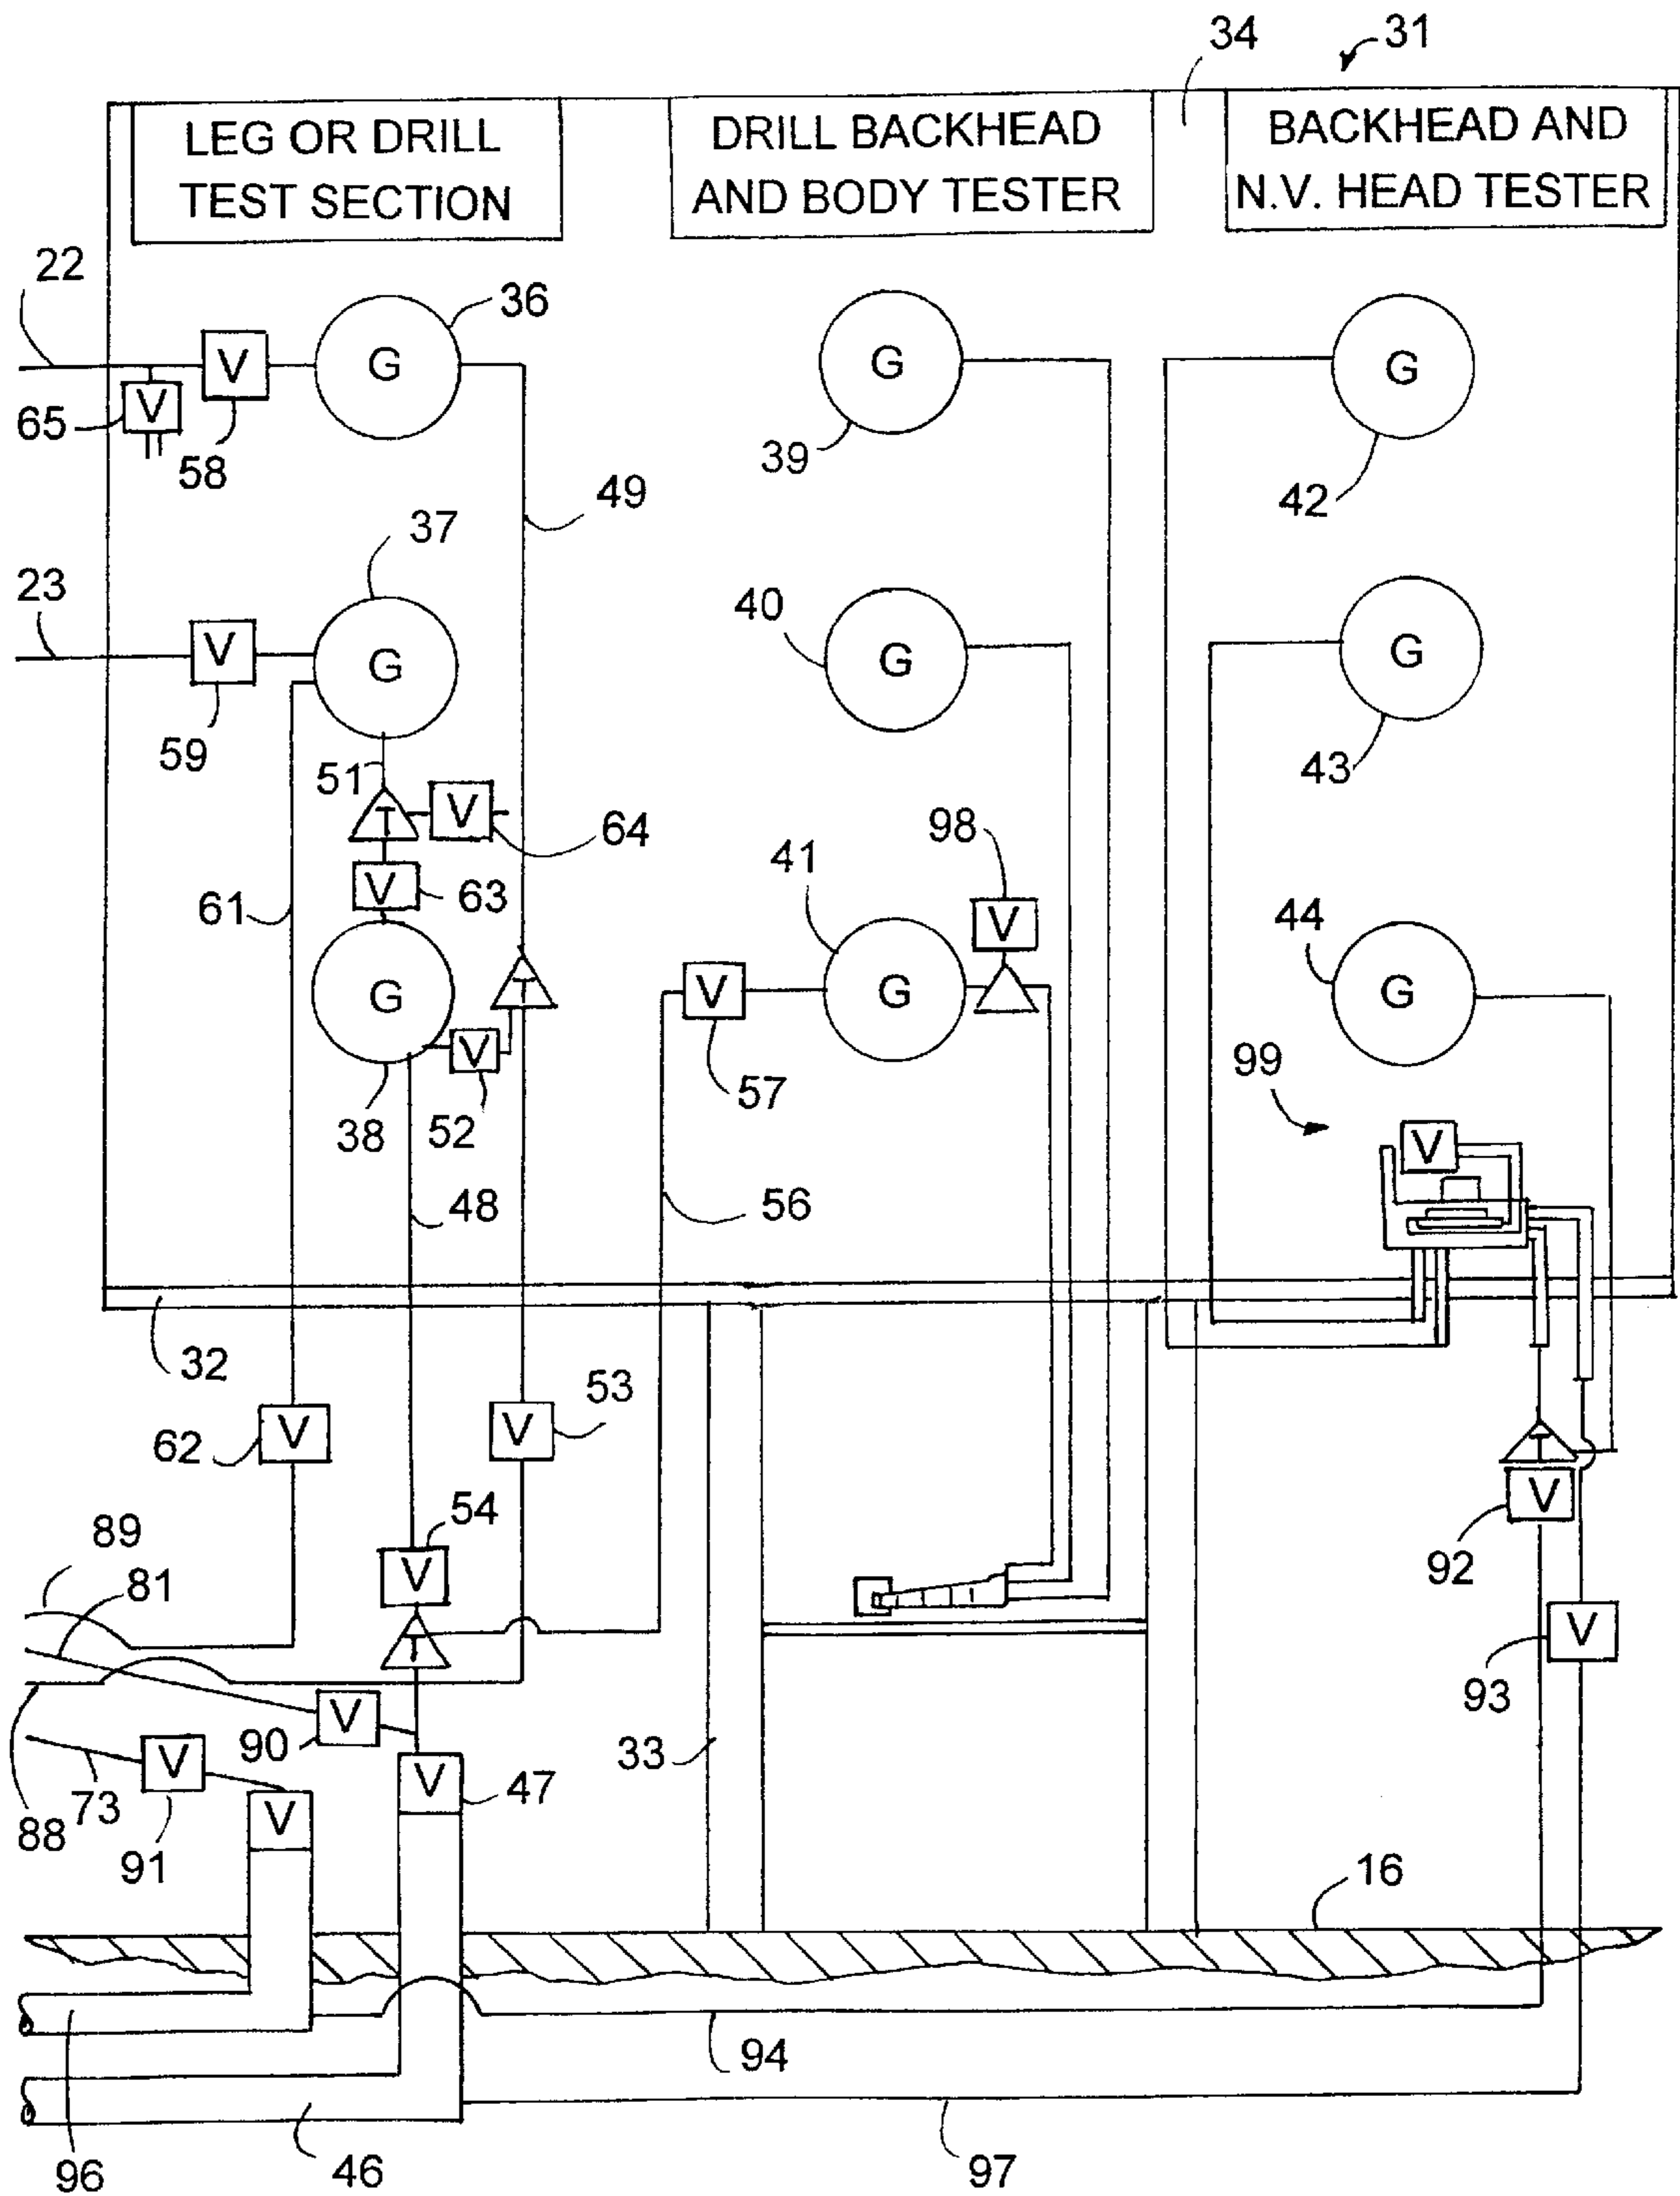 34
31
LEG OR DRILL
TEST SECTION
DRILL BACKHEAD
AND BODY TESTER
BACKHEAD AND
N.V. HEAD TESTER
22
36
V
G
G
G
65
V
58
39
42
49
37
23
40
V
G
G
G
59
43
51
T
V
64
98
V
63
41
V
44
61
V
G
T
G
G
V
57
99
38
52
V
48
56
32
53
62
V
V
T
V
54
89
V
92
81
T
V
93
V
90
33
V
47
73
V
88
91
V
16
94
96
46
97